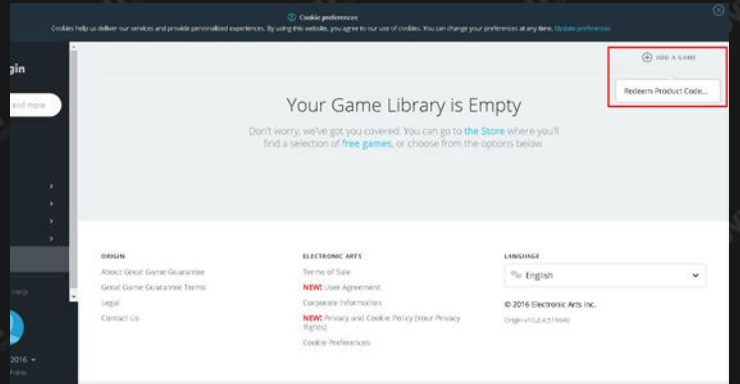 Cookie preferences
Cookies help us deliver our services and provide personalized experiences. By using this website, you agree to our use of cookies. You can change your preferences at any time. Update preferences
gin
and more
ADD A GAME
Redeem Product Code...
Your Game Library is Empty
Don't worry, we've got you covered. You can go to the Store where you'll
find a selection of free games, or choose from the options below
ORIGIN
About Great Game Guarantee
Great Game Guarantee Terms
Legal
Contact Us
ELECTRONIC ARTS
Terms of Sale
NEW! User Agreement
Corporate Information
NEW! Privacy and Cookie Policy (Your Privacy
Rights)
Cookie Preferences
LANGUAGE
English
© 2016 Electronic Arts Inc.
Help
2016